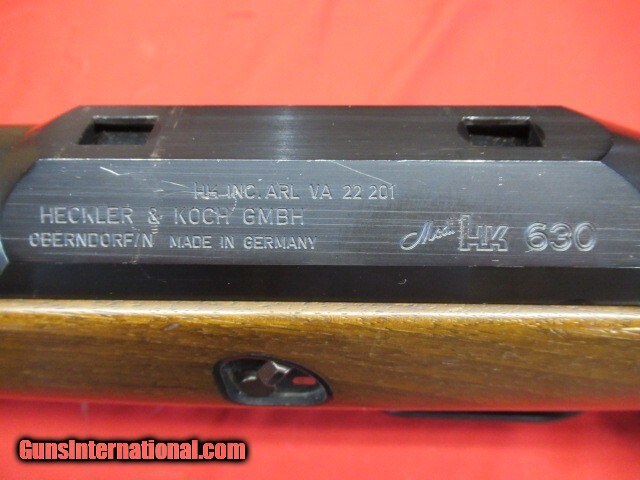 HK INC. ARL VA 22 201
HECKLER & KOCH GMBH
OBERNDORF/N MADE IN GERMANY
Mod. HK 630
GunsInternational.com